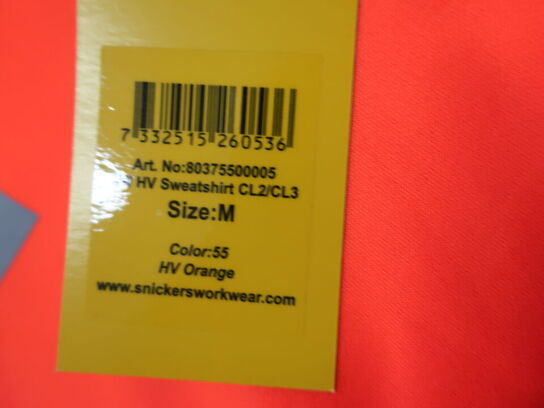 7 332515 260536
Art. No:80375500005
HV Sweatshirt CL2/CL3
Size:M
Color:55
HV Orange
www.snickersworkwear.com